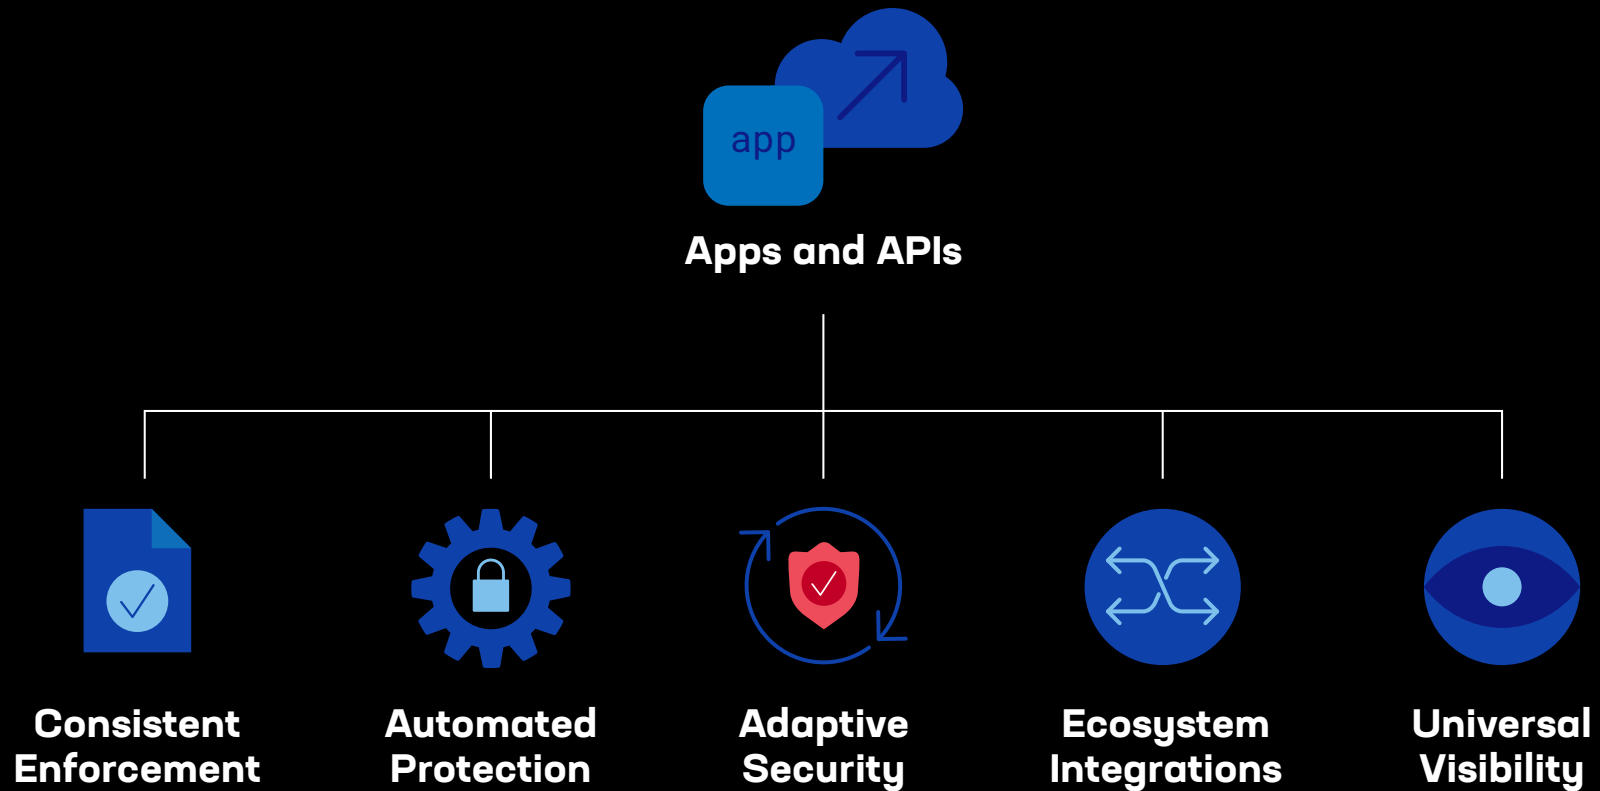 app
Apps and APIs
Consistent
Enforcement
Automated
Protection
Adaptive
Security
Ecosystem
Integrations
Universal
Visibility